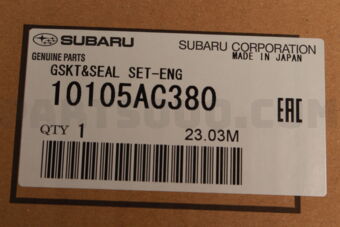 SUBARU
SUBARU CORPORATION
GENUINE PARTS
MADE IN JAPAN
GSKT&SEAL SET-ENG
10105AC380
EAC
QTY 1
23.03M